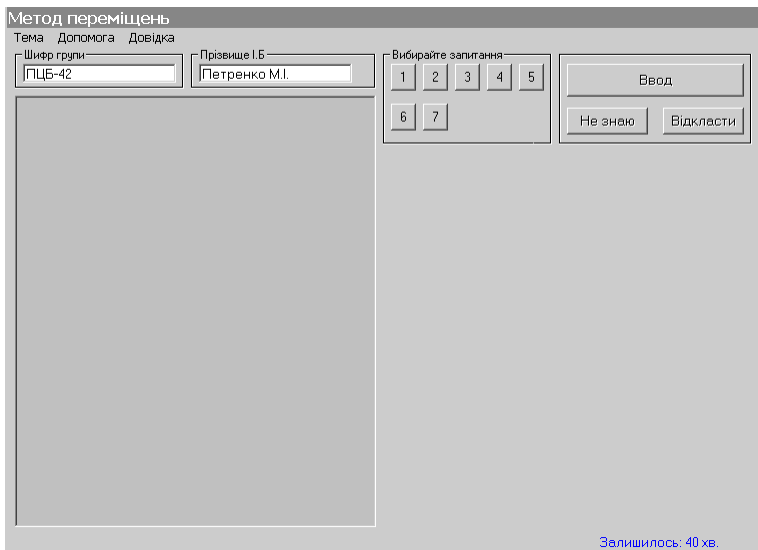 Метод переміщень
Тема Допомога Довідка
Шифр групи
ПЦБ-42
Прізвище І.Б
Петренко М.І.
Вибирайте запитання
1 2 3 4 5
6 7
Ввод
Не знаю Відкласти
Залишилось: 40 хв.